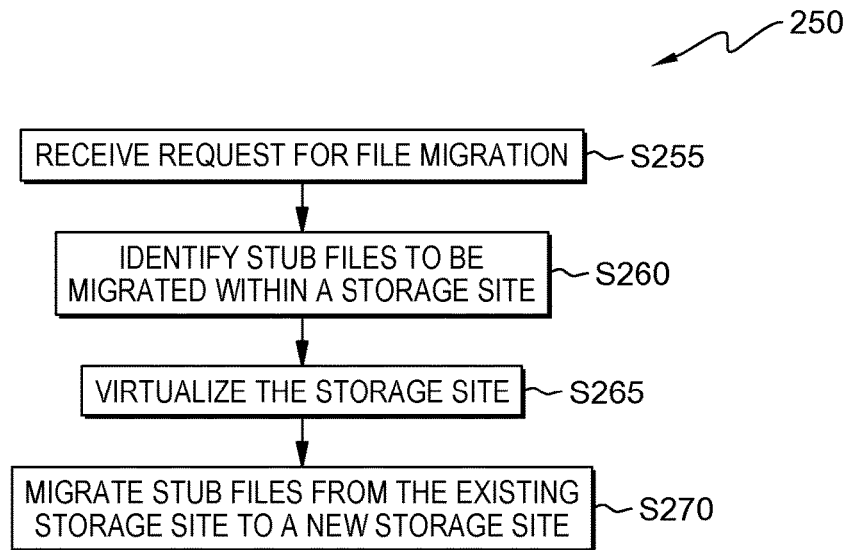 250
RECEIVE REQUEST FOR FILE MIGRATION
S255
IDENTIFY STUB FILES TO BE
MIGRATED WITHIN A STORAGE SITE
S260
VIRTUALIZE THE STORAGE SITE
S265
MIGRATE STUB FILES FROM THE EXISTING
STORAGE SITE TO A NEW STORAGE SITE
S270